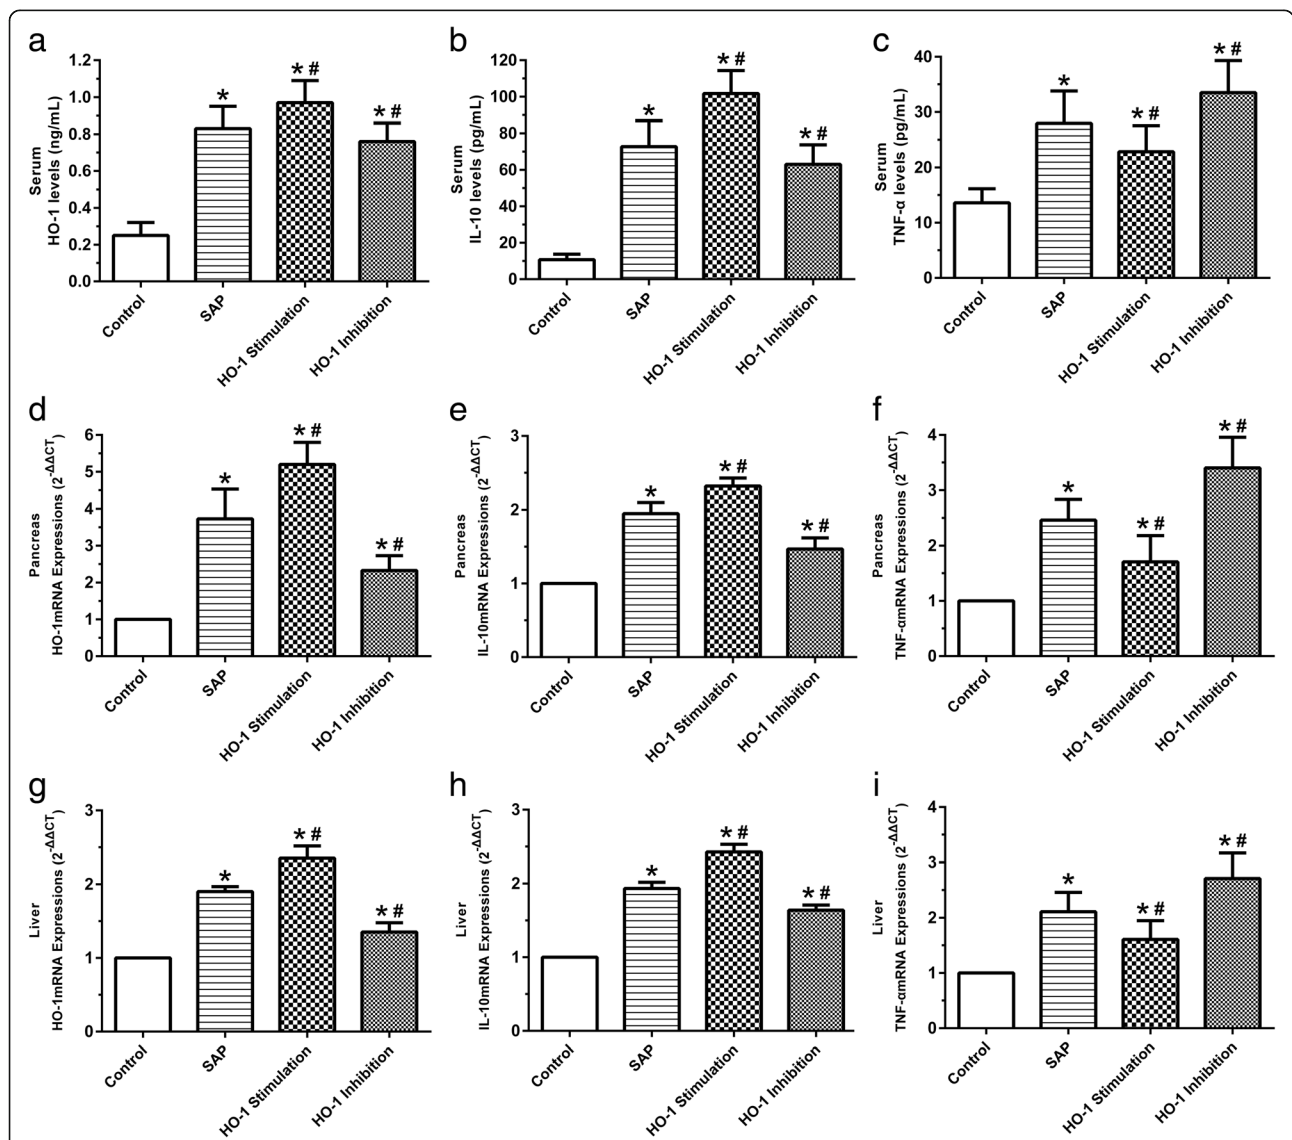 a
Serum
HO-1 levels (ng/mL)
1.2
1.0
0.8
0.6
0.4
0.2
0.0
*
* #
* #
Control
SAP
HO-1 Stimulation
HO-1 Inhibition
b
Serum
IL-10 levels (pg/mL)
120
100
80
60
40
20
0
*
* #
* #
Control
SAP
HO-1 Stimulation
HO-1 Inhibition
c
Serum
TNF-α levels (pg/mL)
40
30
20
10
0
*
* #
* #
Control
SAP
HO-1 Stimulation
HO-1 Inhibition
d
Pancreas
HO-1mRNA Expressions (2-ΔΔCT)
6
5
4
3
2
1
0
*
* #
* #
Control
SAP
HO-1 Stimulation
HO-1 Inhibition
e
Pancreas
IL-10mRNA Expressions (2-ΔΔCT)
3
2
1
0
*
* #
* #
Control
SAP
HO-1 Stimulation
HO-1 Inhibition
f
Pancreas
TNF-αmRNA Expressions (2-ΔΔCT)
4
3
2
1
0
*
* #
* #
Control
SAP
HO-1 Stimulation
HO-1 Inhibition
g
Liver
HO-1mRNA Expressions (2-ΔΔCT)
3
2
1
0
*
* #
* #
Control
SAP
HO-1 Stimulation
HO-1 Inhibition
h
Liver
IL-10mRNA Expressions (2-ΔΔCT)
3
2
1
0
*
* #
* #
Control
SAP
HO-1 Stimulation
HO-1 Inhibition
i
Liver
TNF-αmRNA Expressions (2-ΔΔCT)
4
3
2
1
0
*
* #
* #
Control
SAP
HO-1 Stimulation
HO-1 Inhibition